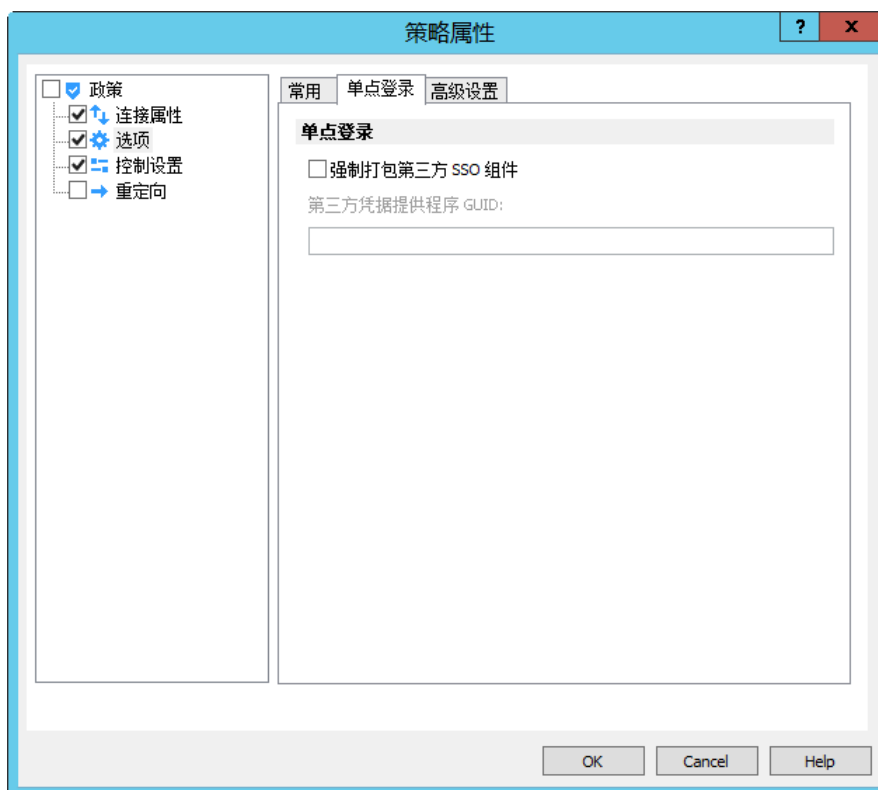 策略属性
?
x
政策
连接属性
选项
控制设置
重定向
常用
单点登录
高级设置
单点登录
强制打包第三方 SSO 组件
第三方凭据提供程序 GUID:
OK
Cancel
Help